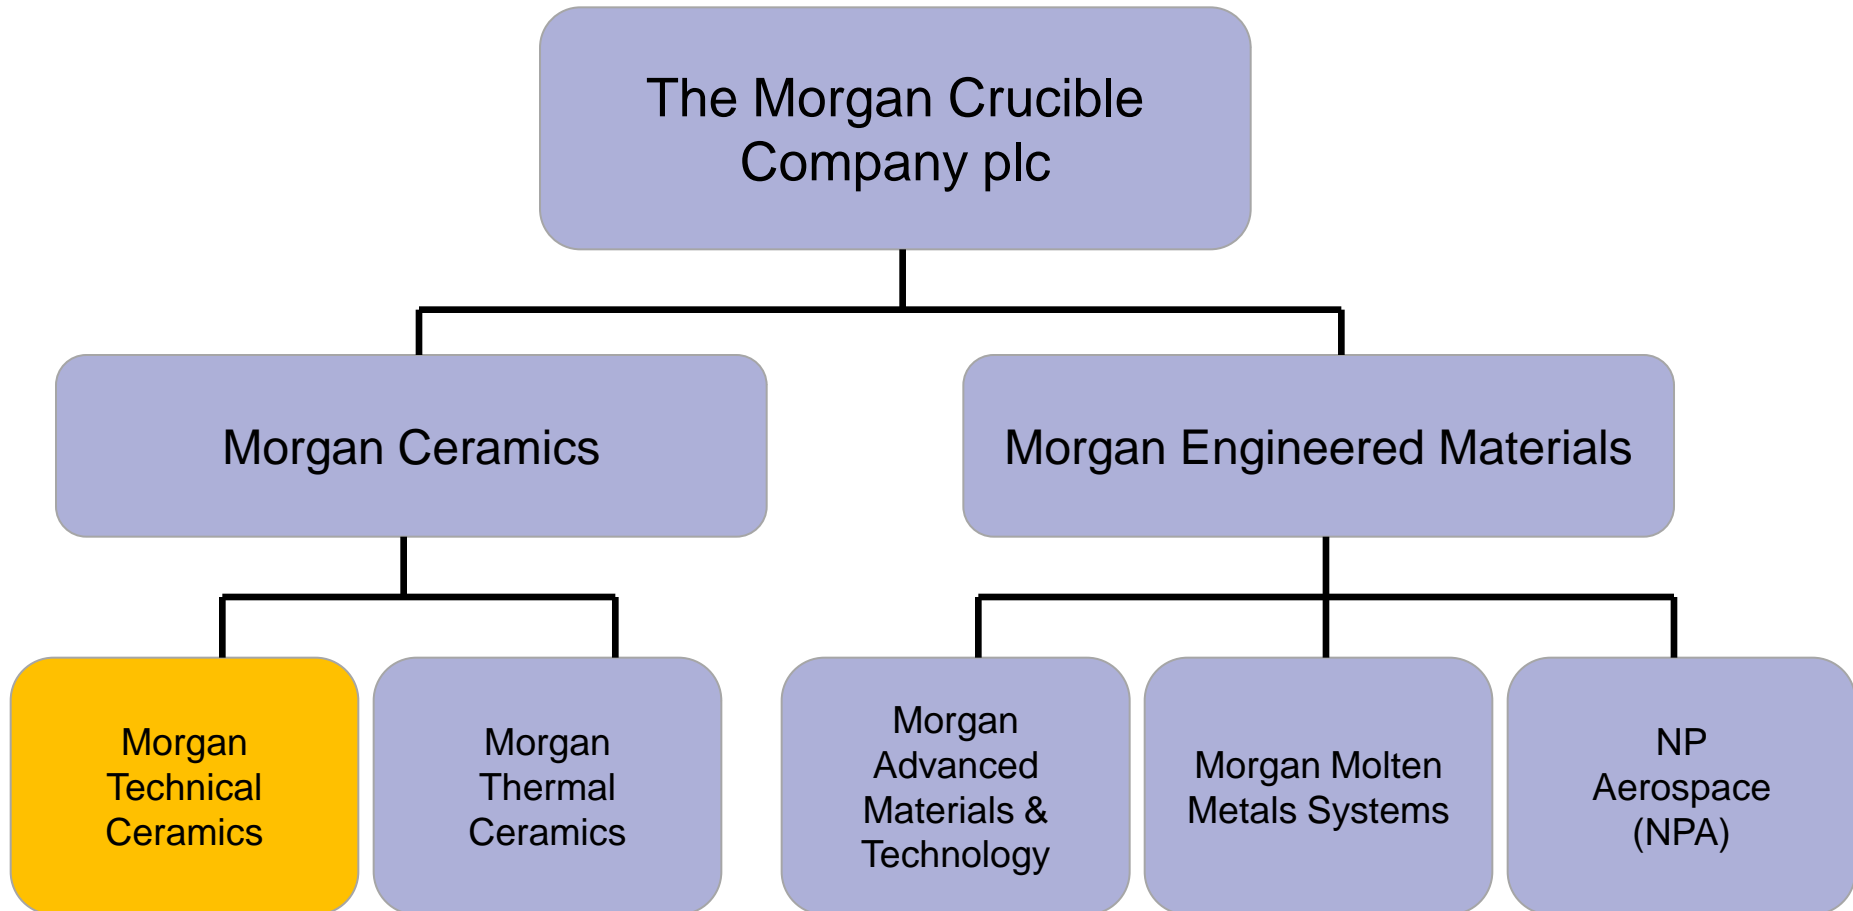 The Morgan Crucible
Company plc
Morgan Ceramics
Morgan Engineered Materials
Morgan
Technical
Ceramics
Morgan
Thermal
Ceramics
Morgan
Advanced
Materials &
Technology
Morgan Molten
Metals Systems
NP
Aerospace
(NPA)